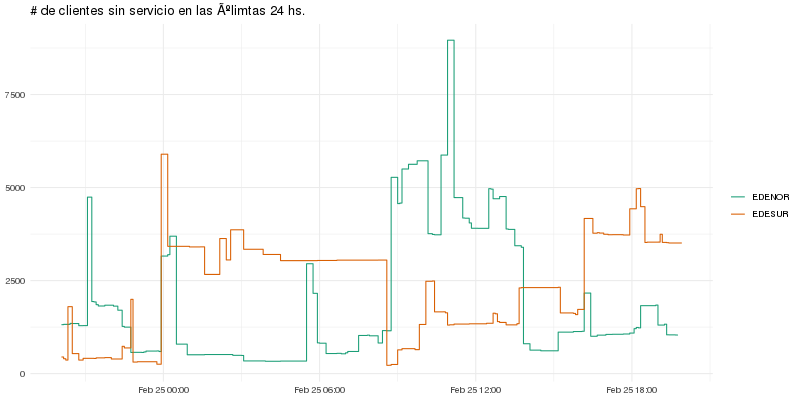 # de clientes sin servicio en las Ãºlimtas 24 hs.
7500
5000
2500
0
Feb 25 00:00
Feb 25 06:00
Feb 25 12:00
Feb 25 18:00
EDENOR
EDESUR